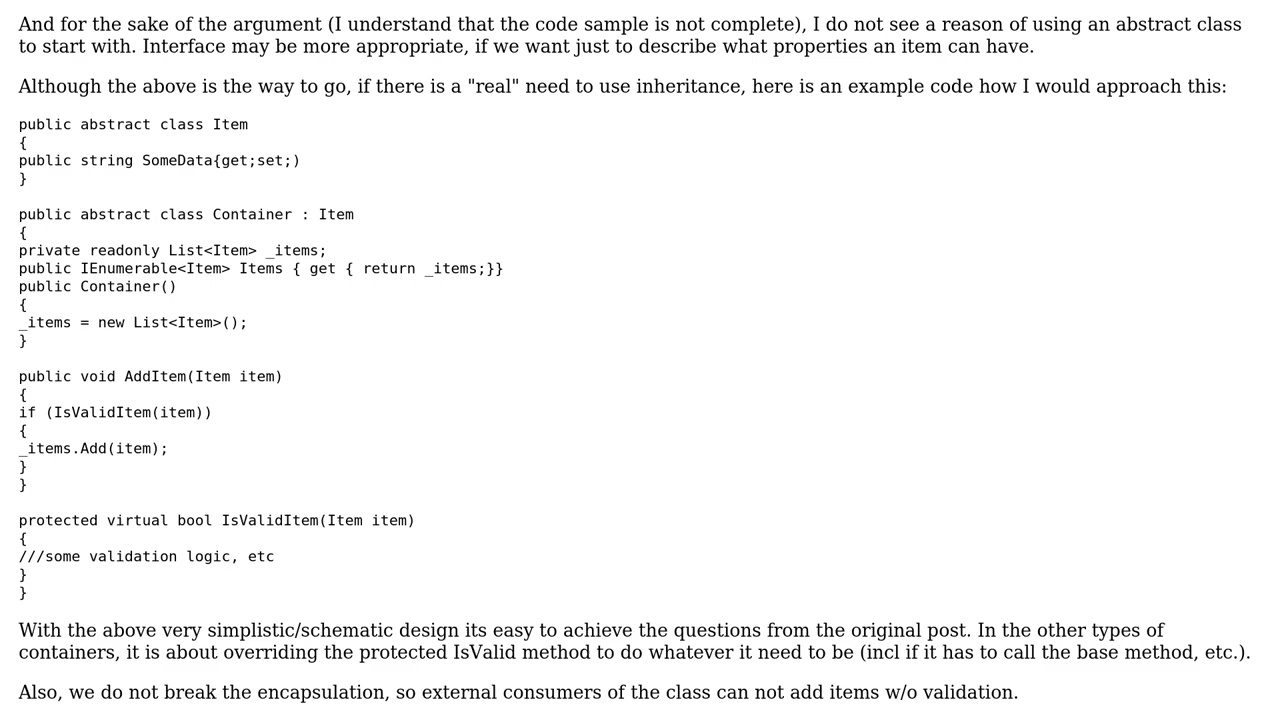 And for the sake of the argument (I understand that the code sample is not complete), I do not see a reason of using an abstract class
to start with. Interface may be more appropriate, if we want just to describe what properties an item can have.
Although the above is the way to go, if there is a "real" need to use inheritance, here is an example code how I would approach this:
public abstract class Item
{
public string SomeData{get;set;)
}
public abstract class Container : Item
{
private readonly List<Item> _items;
public IEnumerable<Item> Items { get { return _items;}}
public Container()
{
_items = new List<Item>();
}
public void AddItem(Item item)
{
if (IsValidItem(item))
{
_items.Add(item);
}
}
protected virtual bool IsValidItem(Item item)
{
///some validation logic, etc
}
}
With the above very simplistic/schematic design its easy to achieve the questions from the original post. In the other types of
containers, it is about overriding the protected IsValid method to do whatever it need to be (incl if it has to call the base method, etc.).
Also, we do not break the encapsulation, so external consumers of the class can not add items w/o validation.